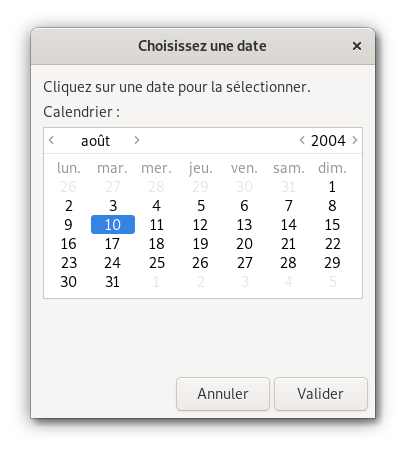 Choisissez une date ×
Cliquez sur une date pour la sélectionner.
Calendrier :
< août > < 2004 >
lun. mar. mer. jeu. ven. sam. dim.
26 27 28 29 30 31 1
2 3 4 5 6 7 8
9 10 11 12 13 14 15
16 17 18 19 20 21 22
23 24 25 26 27 28 29
30 31 1 2 3 4 5
Annuler Valider